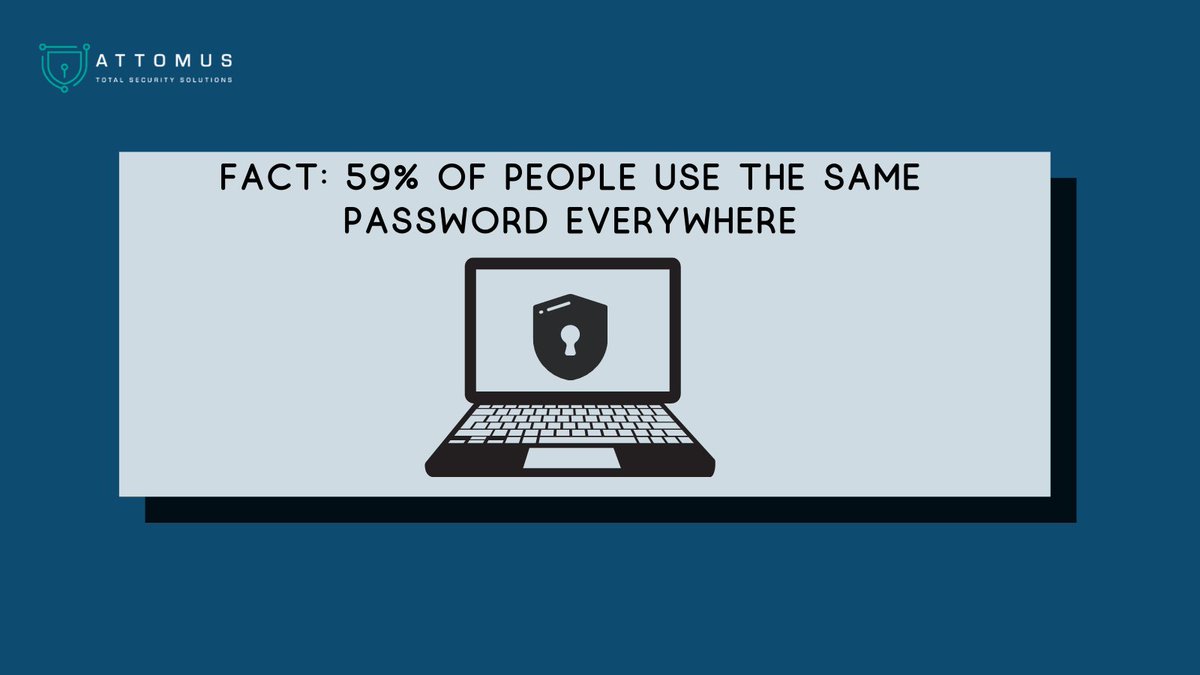 ATTOMUS
TOTAL SECURITY SOLUTIONS
FACT: 59% OF PEOPLE USE THE SAME
PASSWORD EVERYWHERE